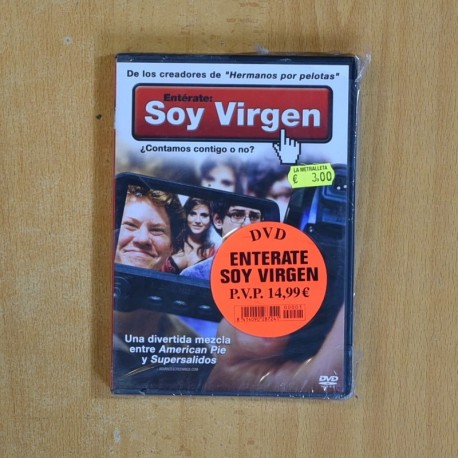 De los creadores de "Hermanos por pelotas"
Entérate:
Soy Virgen
¿Contamos contigo o no?
LA METRALLETA
€ 3.00
DVD
ENTERATE
SOY VIRGEN
P.V.P. 14,99 €
Una divertida mezcla
entre American Pie
y Supersalidos
DVD